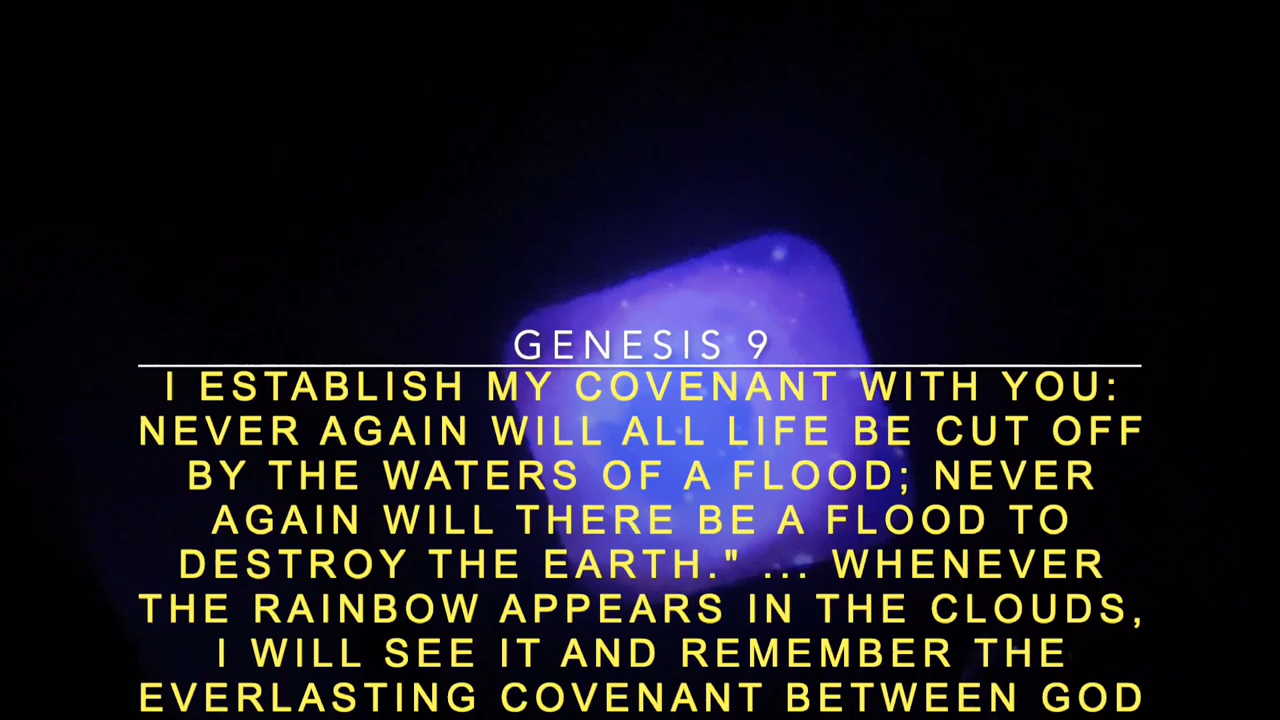 GENESIS 9
I ESTABLISH MY COVENANT WITH YOU:
NEVER AGAIN WILL ALL LIFE BE CUT OFF
BY THE WATERS OF A FLOOD; NEVER
AGAIN WILL THERE BE A FLOOD TO
DESTROY THE EARTH." ... WHENEVER
THE RAINBOW APPEARS IN THE CLOUDS,
I WILL SEE IT AND REMEMBER THE
EVERLASTING COVENANT BETWEEN GOD